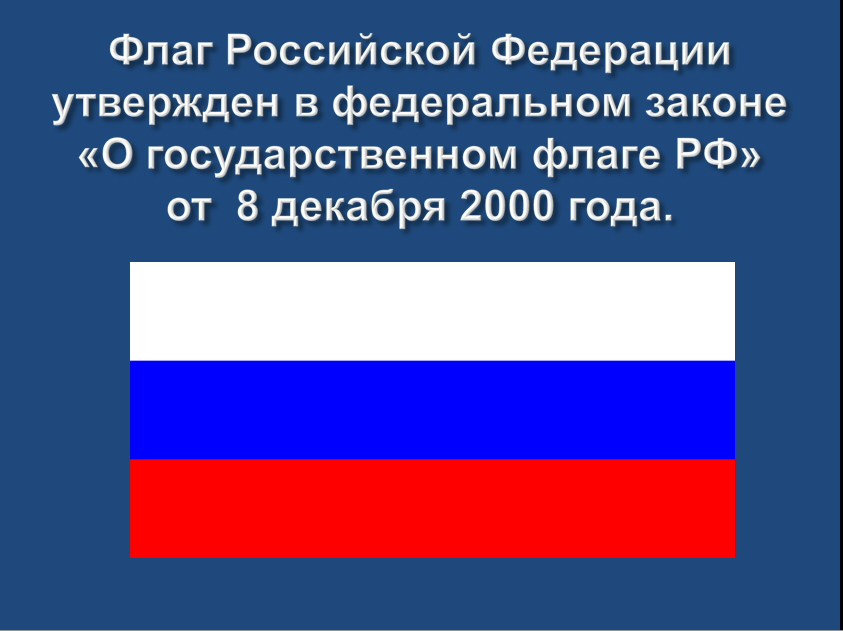 Флаг Российской Федерации
утвержден в федеральном законе
«О государственном флаге РФ»
от  8 декабря 2000 года.